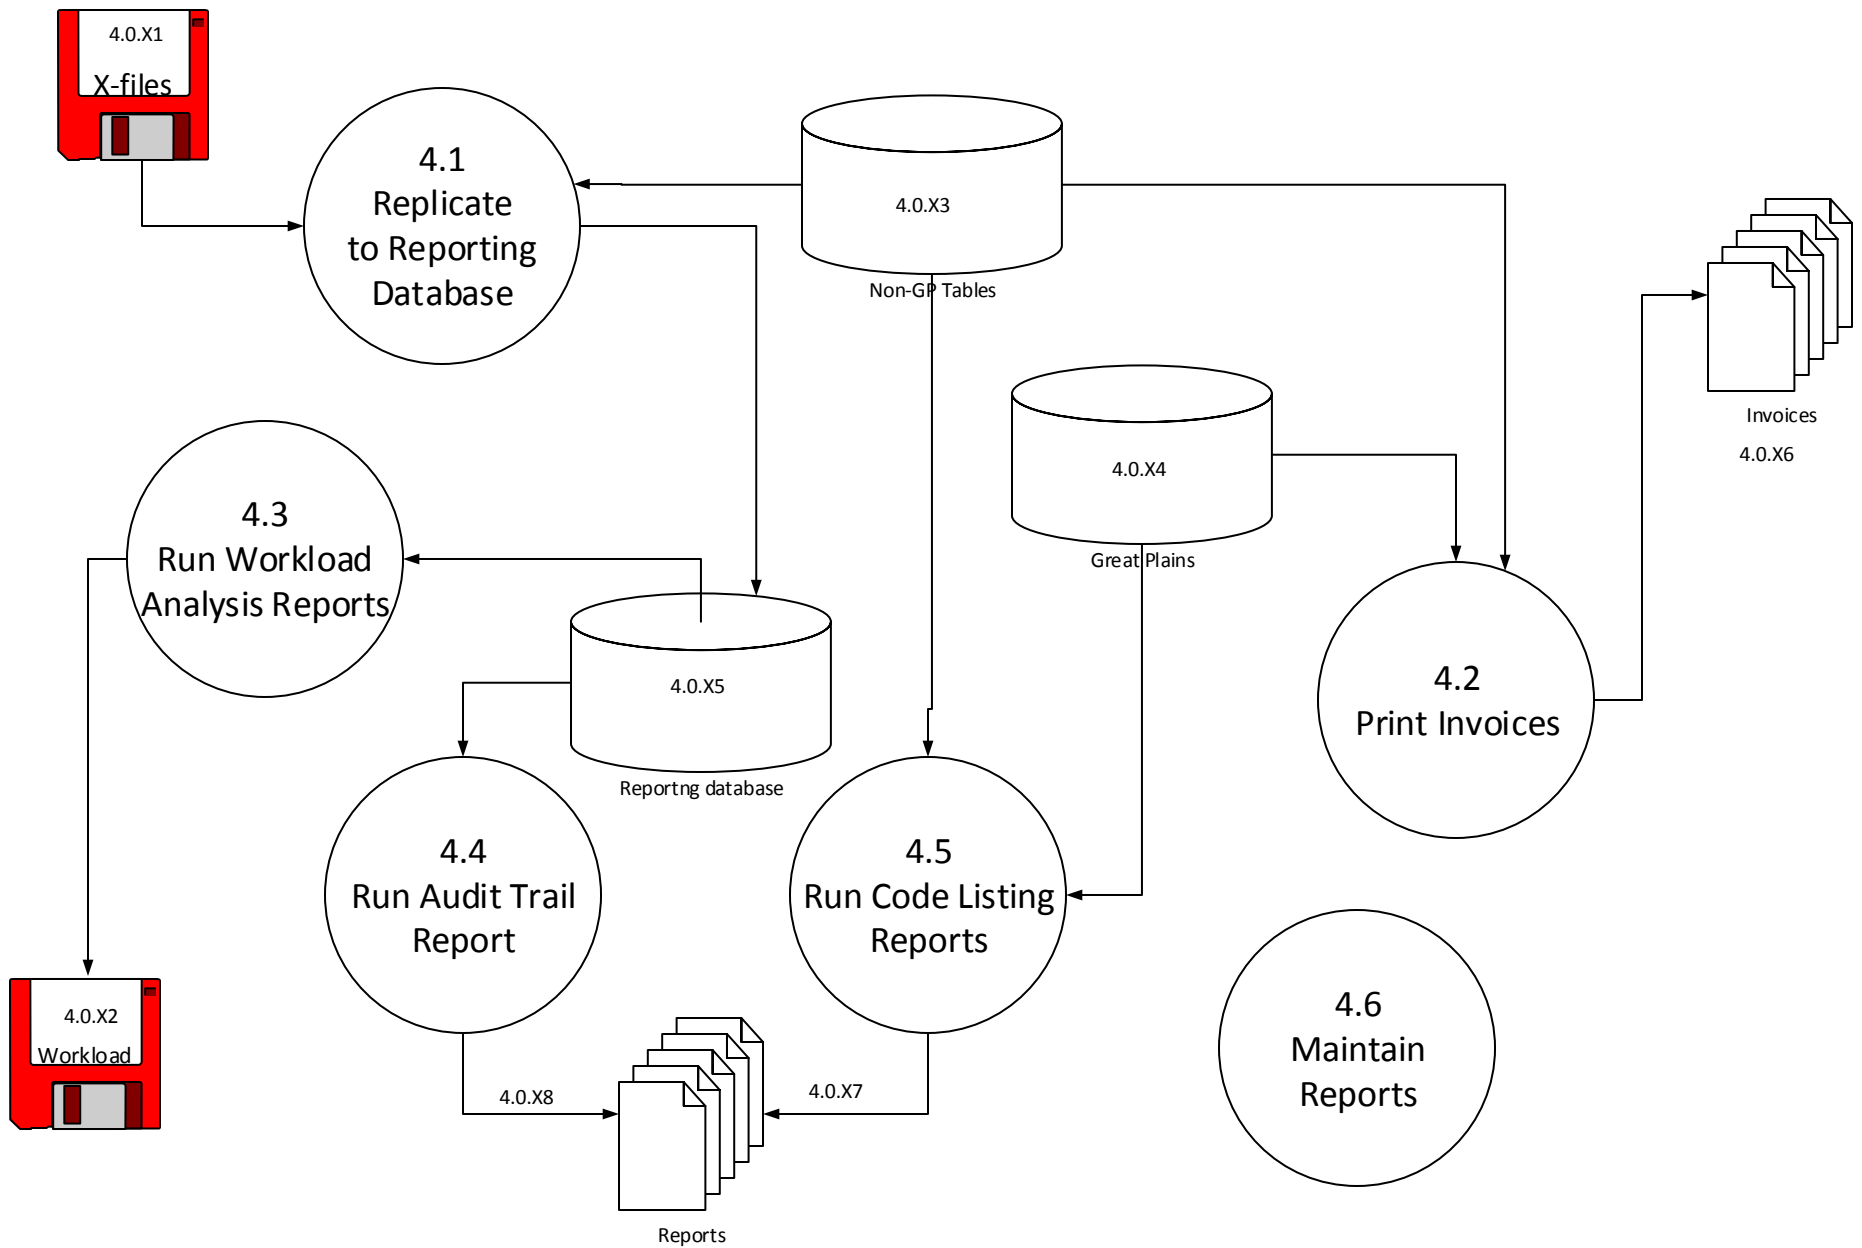 4.0.X1
X-files
4.1
Replicate
to Reporting
Database
4.0.X3
Non-GP Tables
Invoices
4.0.X6
4.0.X4
Great Plains
4.3
Run Workload
Analysis Reports
4.0.X5
Reportng database
4.2
Print Invoices
4.4
Run Audit Trail
Report
4.5
Run Code Listing
Reports
4.0.X2
Workload
4.6
Maintain
Reports
4.0.X8
4.0.X7
Reports